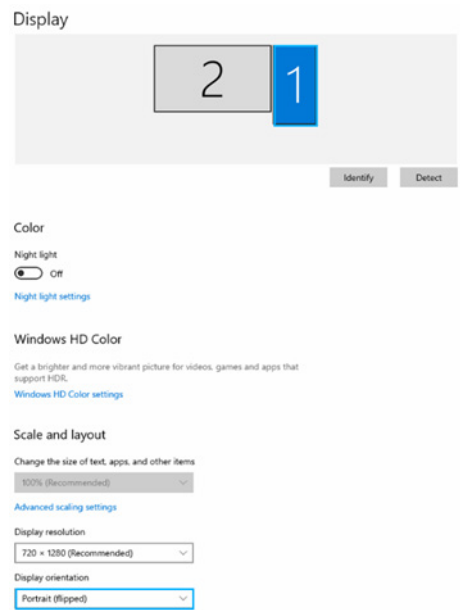 Display
2
1
Identify
Detect
Color
Night light
Off
Night light settings
Windows HD Color
Get a brighter and more vibrant picture for videos, games and apps that
support HDR.
Windows HD Color settings
Scale and layout
Change the size of text, apps, and other items
100% (Recommended)
Advanced scaling settings
Display resolution
720 × 1280 (Recommended)
Display orientation
Portrait (flipped)